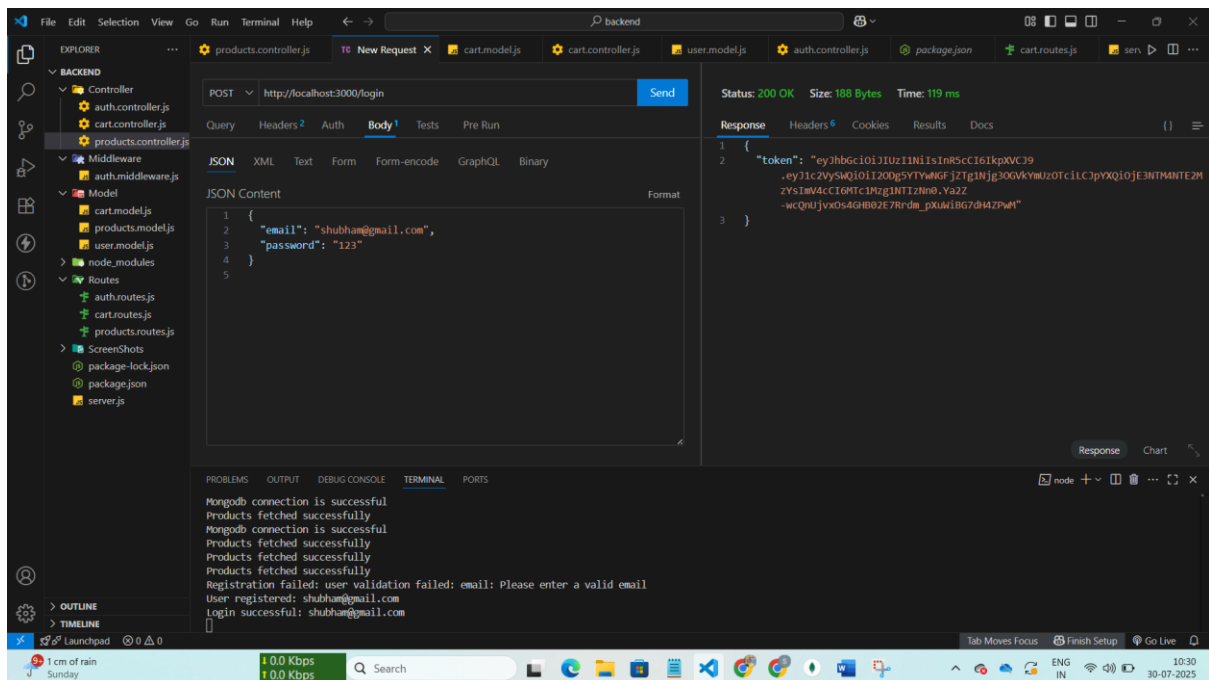 File Edit Selection View Go Run Terminal Help
backend
EXPLORER
products.controller.js
TC New Request
cart.model.js
cart.controller.js
user.model.js
auth.controller.js
package.json
cart.routes.js
serv
BACKEND
Controller
auth.controller.js
cart.controller.js
products.controller.js
Middleware
auth.middleware.js
Model
cart.model.js
products.model.js
user.model.js
node_modules
Routes
auth.routes.js
cart.routes.js
products.routes.js
ScreenShots
package-lock.json
package.json
server.js
OUTLINE
TIMELINE
POST http://localhost:3000/login Send
Query Headers 2 Auth Body 1 Tests Pre Run
JSON XML Text Form Form-encode GraphQL Binary
JSON Content Format
1 {
2 "email": "shubham@gmail.com",
3 "password": "123"
4 }
5
Status: 200 OK Size: 188 Bytes Time: 119 ms
Response Headers 6 Cookies Results Docs
{ }
1 {
2 "token": "eyJhbGciOiJIUzI1NiIsInR5cCI6IkpXVCJ9
3 }
Response Chart
PROBLEMS OUTPUT DEBUG CONSOLE TERMINAL PORTS
node
Mongodb connection is successful
Products fetched successfully
Mongodb connection is successful
Products fetched successfully
Products fetched successfully
Products fetched successfully
Registration failed: user validation failed: email: Please enter a valid email
User registered: shubham@gmail.com
Login successful: shubham@gmail.com
Launchpad 0 0
Tab Moves Focus Finish Setup Go Live
9+
1 cm of rain
Sunday
0.0 Kbps
0.0 Kbps
Search
ENG
IN
10:30
30-07-2025